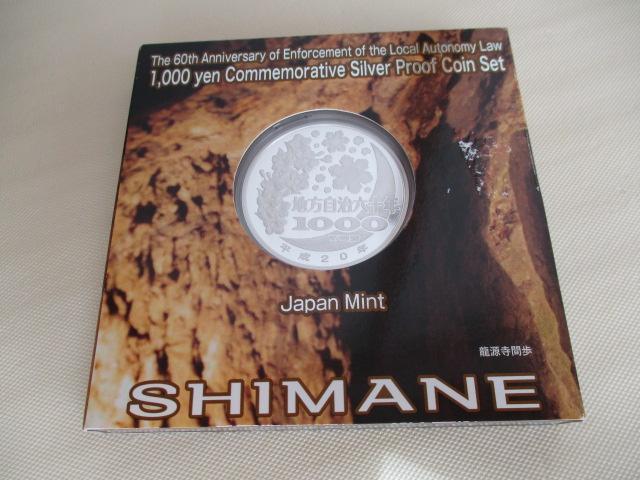 The 60th Anniversary of Enforcement of the Local Autonomy Law
1,000 yen Commemorative Silver Proof Coin Set
地方自治六十年
1000
平成20年
Japan Mint
龍源寺間歩
SHIMANE